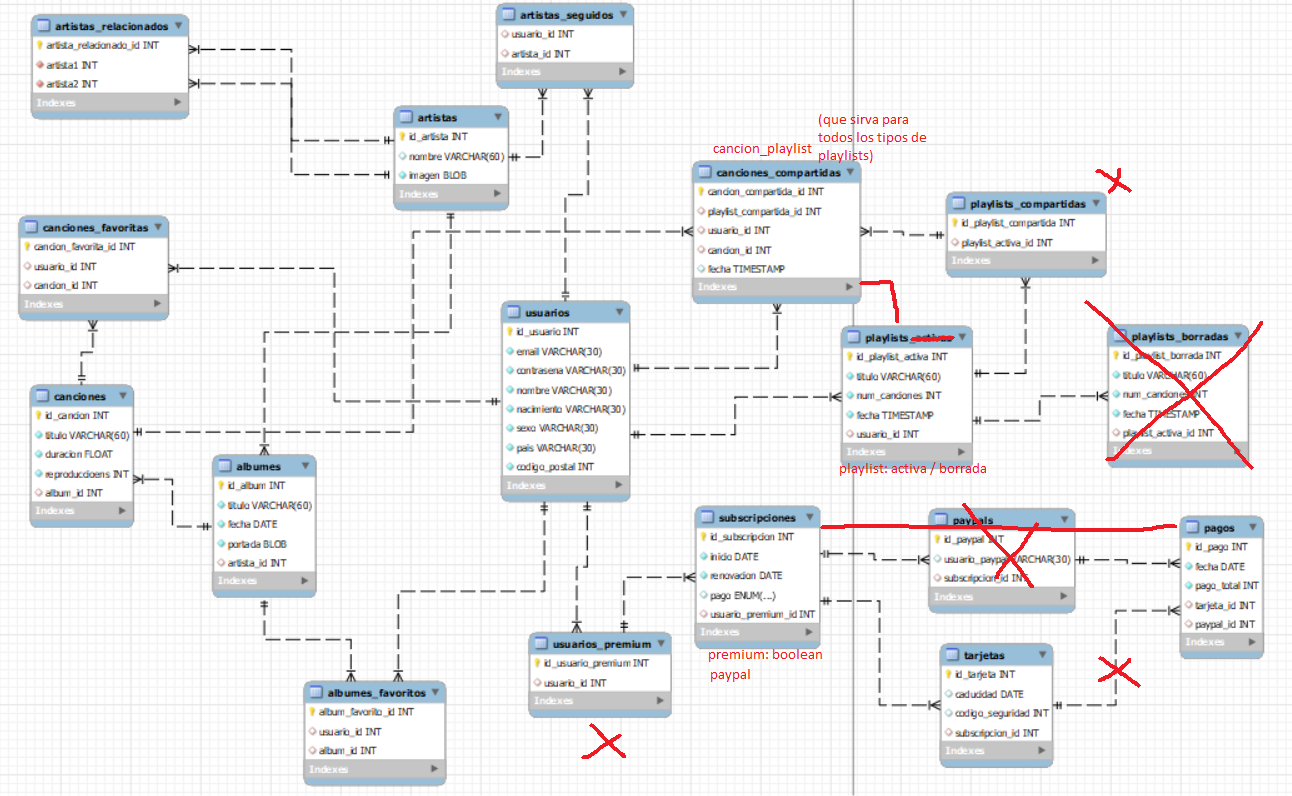 artistas_relacionados
artista_relacionado_id INT
artista1 INT
artista2 INT
Indexes
artistas_seguidos
usuario_id INT
artista_id INT
Indexes
artistas
id_artista INT
nombre VARCHAR(60)
imagen BLOB
Indexes
(que sirva para
todos los tipos de
playlists)
cancion_playlist
canciones_compartidas
cancion_compartida_id INT
playlist_compartida_id INT
usuario_id INT
cancion_id INT
fecha TIMESTAMP
Indexes
playlists_compartidas
id_playlist_compartida INT
playlist_activa_id INT
Indexes
canciones_favoritas
cancion_favorita_id INT
usuario_id INT
cancion_id INT
Indexes
usuarios
id_usuario INT
email VARCHAR(30)
contrasena VARCHAR(30)
nombre VARCHAR(30)
nacimiento VARCHAR(30)
sexo VARCHAR(30)
pais VARCHAR(30)
codigo_postal INT
Indexes
playlists_activas
id_playlist_activa INT
titulo VARCHAR(60)
num_canciones INT
fecha TIMESTAMP
usuario_id INT
Indexes
playlist: activa / borrada
playlists_borradas
id_playlist_borrada INT
titulo VARCHAR(60)
num_canciones INT
fecha TIMESTAMP
playlist_activa_id INT
Indexes
canciones
id_cancion INT
titulo VARCHAR(60)
duracion FLOAT
reproduccioens INT
album_id INT
Indexes
albumes
id_album INT
titulo VARCHAR(60)
fecha DATE
portada BLOB
artista_id INT
Indexes
subscripciones
id_subscripcion INT
inicio DATE
renovacion DATE
pago ENUM(...)
usuario_premium_id INT
Indexes
premium: boolean
paypal
paypals
id_paypal INT
usuario_paypal VARCHAR(30)
subscripcion_id INT
Indexes
pagos
id_pago INT
fecha DATE
pago_total INT
tarjeta_id INT
paypal_id INT
Indexes
usuarios_premium
id_usuario_premium INT
usuario_id INT
Indexes
tarjetas
id_tarjeta INT
caducidad DATE
codigo_seguridad INT
subscripcion_id INT
Indexes
albumes_favoritos
album_favorito_id INT
usuario_id INT
album_id INT
Indexes